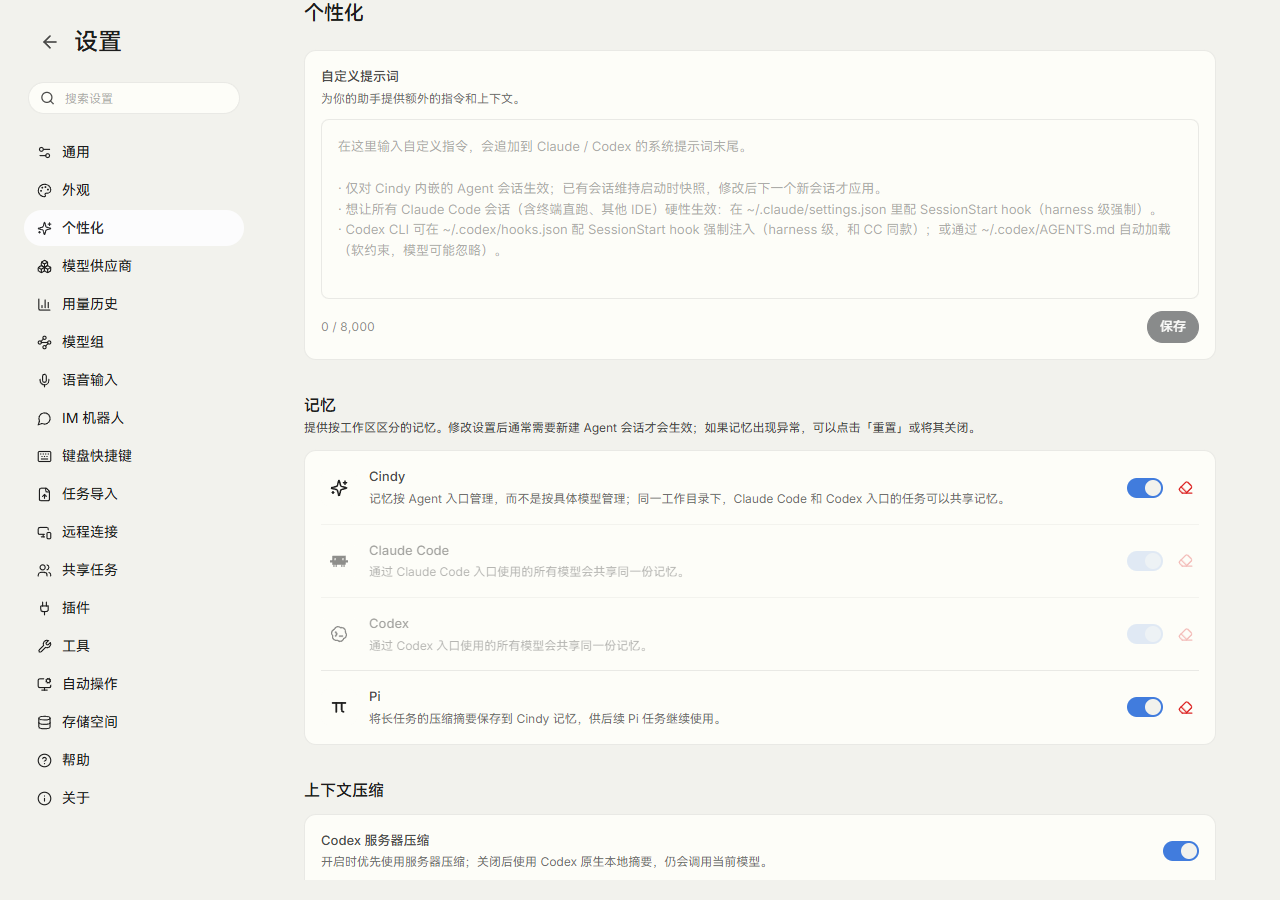 设置
搜索设置
通用
外观
个性化
模型供应商
用量历史
模型组
语音输入
IM 机器人
键盘快捷键
任务导入
远程连接
共享任务
插件
工具
自动操作
存储空间
帮助
关于
个性化
自定义提示词
为你的助手提供额外的指令和上下文。
在这里输入自定义指令，会追加到 Claude / Codex 的系统提示词末尾。
· 仅对 Cindy 内嵌的 Agent 会话生效；已有会话维持启动时快照，修改后下一个新会话才应用。
· 想让所有 Claude Code 会话（含终端直跑、其他 IDE）硬性生效：在 ~/.claude/settings.json 里配 SessionStart hook（harness 级强制）。
· Codex CLI 可在 ~/.codex/hooks.json 配 SessionStart hook 强制注入（harness 级，和 CC 同款）；或通过 ~/.codex/AGENTS.md 自动加载
（软约束，模型可能忽略）。
0 / 8,000
保存
记忆
提供按工作区区分的记忆。修改设置后通常需要新建 Agent 会话才会生效；如果记忆出现异常，可以点击「重置」或将其关闭。
Cindy
记忆按 Agent 入口管理，而不是按具体模型管理；同一工作目录下，Claude Code 和 Codex 入口的任务可以共享记忆。
Claude Code
通过 Claude Code 入口使用的所有模型会共享同一份记忆。
Codex
通过 Codex 入口使用的所有模型会共享同一份记忆。
Pi
将长任务的压缩摘要保存到 Cindy 记忆，供后续 Pi 任务继续使用。
上下文压缩
Codex 服务器压缩
开启时优先使用服务器压缩；关闭后使用 Codex 原生本地摘要，仍会调用当前模型。